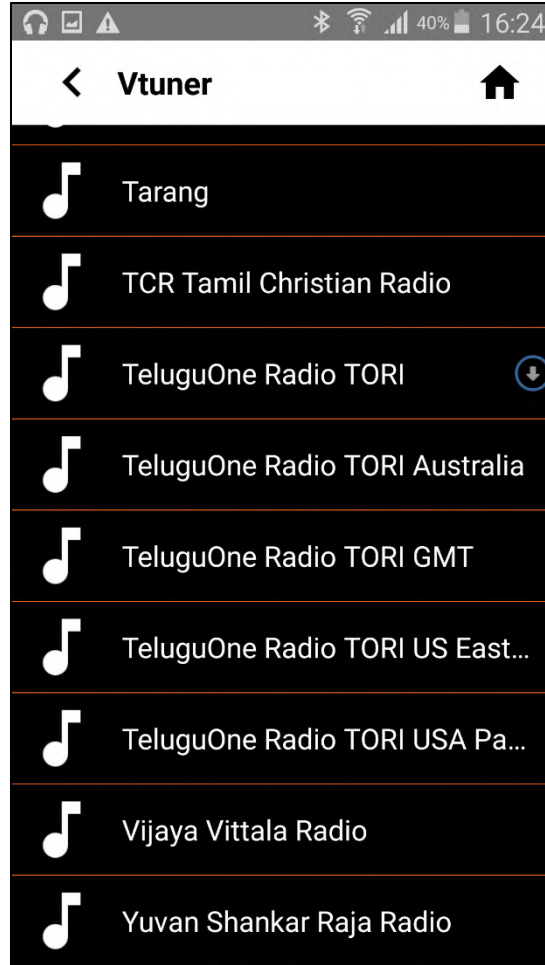 40% 16:24
Vtuner
Tarang
TCR Tamil Christian Radio
TeluguOne Radio TORI
TeluguOne Radio TORI Australia
TeluguOne Radio TORI GMT
TeluguOne Radio TORI US East...
TeluguOne Radio TORI USA Pa...
Vijaya Vittala Radio
Yuvan Shankar Raja Radio